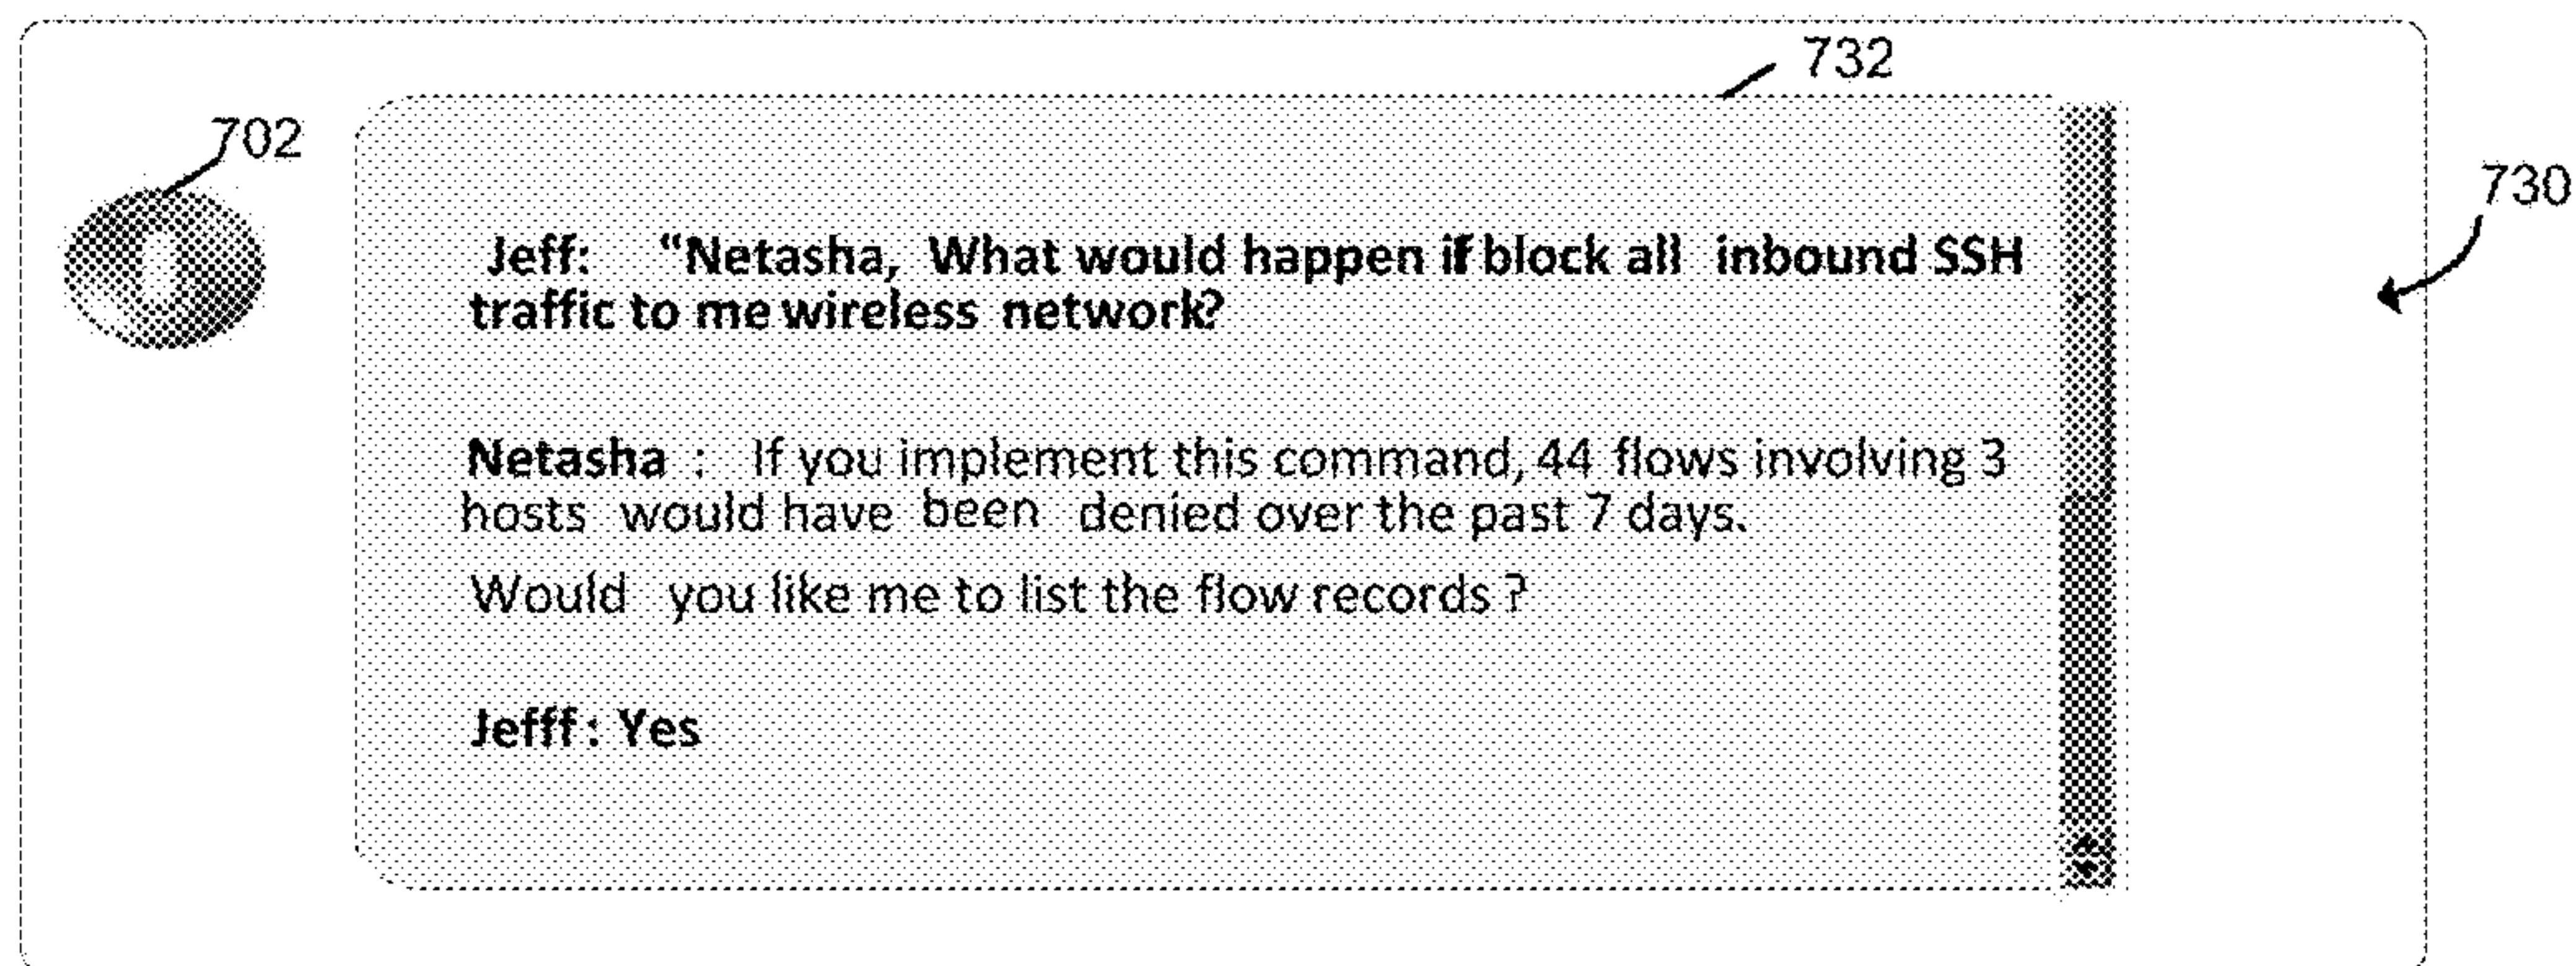 732
702
730
Jeff: “Netasha, What would happen if block all inbound SSH
traffic to me wireless network?
Netasha : If you implement this command, 44 flows involving 3
hosts would have been denied over the past 7 days.
Would you like me to list the flow records ?
Jefff : Yes